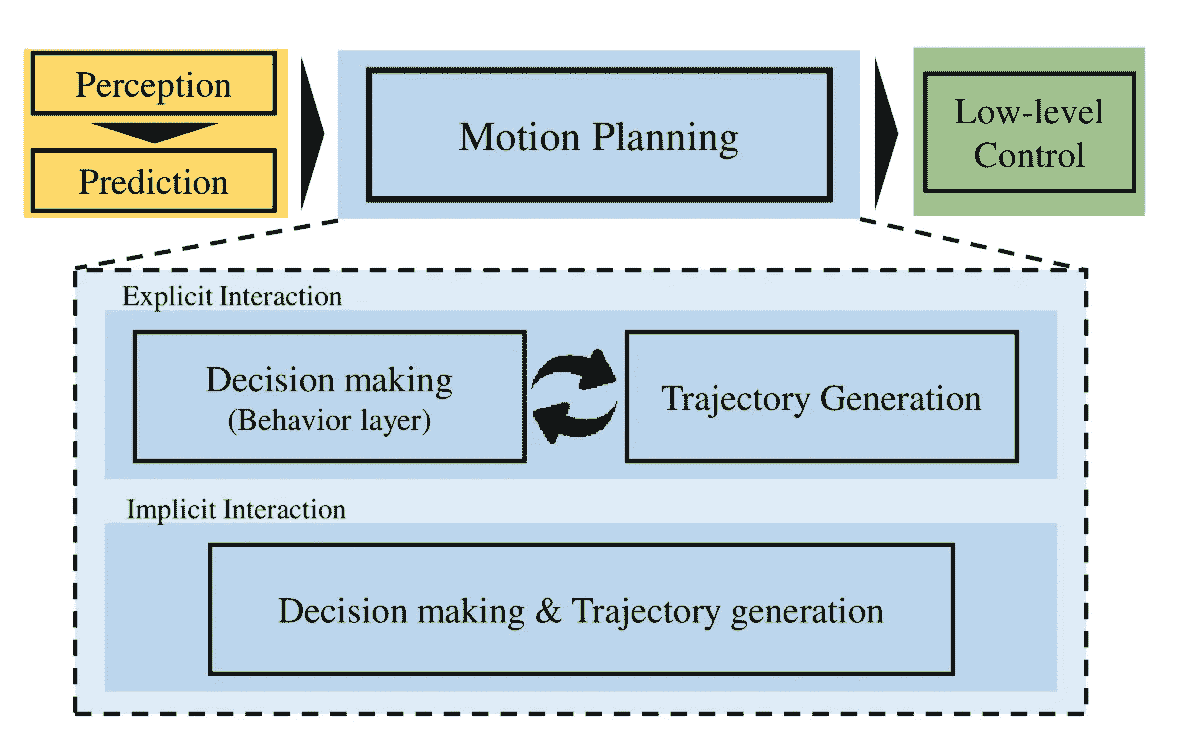 Perception
Prediction
Motion Planning
Low-level
Control
Explicit Interaction
Decision making
(Behavior layer)
Trajectory Generation
Implicit Interaction
Decision making & Trajectory generation